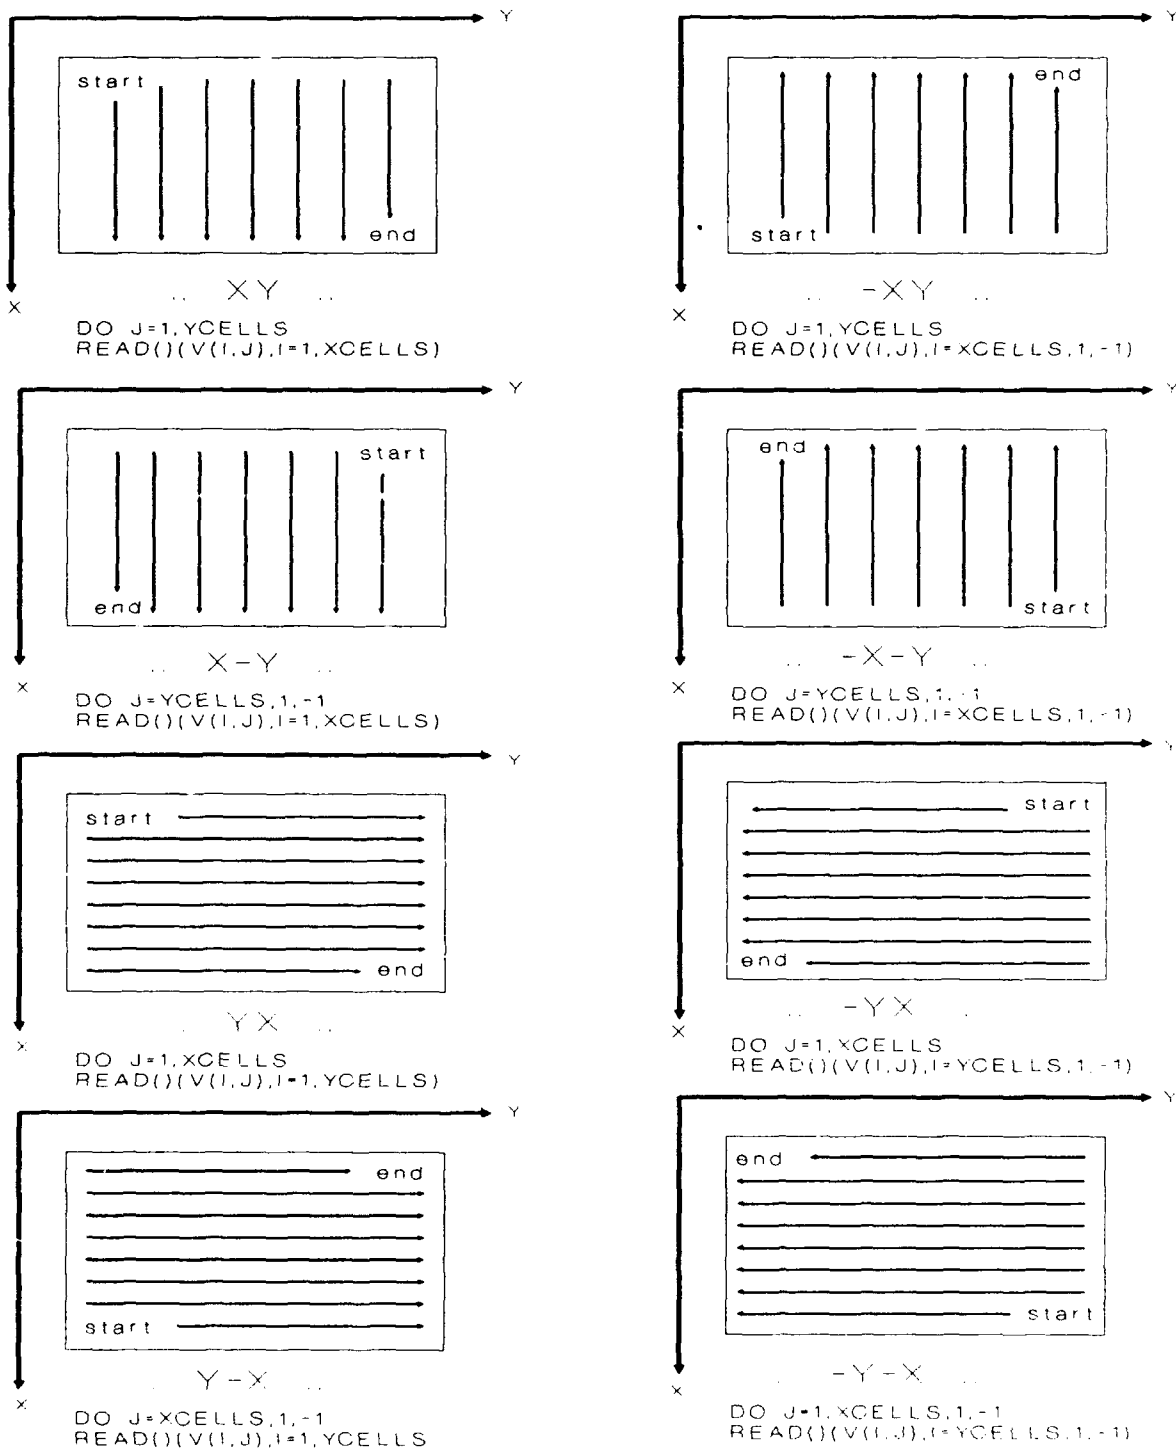 Y
start
end
X
.. XY ..
DO J=1,YCELLS
READ()(V(I,J),I=1,XCELLS)
Y
end
start
X
.. -XY ..
DO J=1,YCELLS
READ()(V(I,J),I=XCELLS,1,-1)
Y
start
end
X
.. X-Y ..
DO J=YCELLS,1,-1
READ()(V(I,J),I=1,XCELLS)
Y
end
start
X
.. -X-Y ..
DO J=YCELLS,1,-1
READ()(V(I,J),I=XCELLS,1,-1)
Y
start
end
X
. YX ..
DO J=1,XCELLS
READ()(V(I,J),I=1,YCELLS)
Y
start
end
X
.. -YX ..
DO J=1,XCELLS
READ()(V(I,J),I=YCELLS,1,-1)
Y
end
start
X
. Y-X ..
DO J=XCELLS,1,-1
READ()(V(I,J),I=1,YCELLS
Y
end
start
X
. -Y-X ..
DO J=1,XCELLS,1,-1
READ()(V(I,J),I=YCELLS,1,-1)